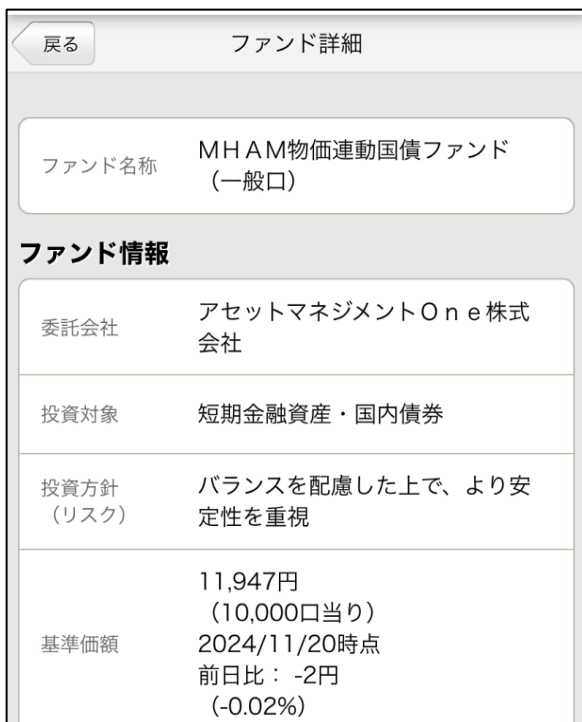 戻る
ファンド詳細
ファンド名称
ＭＨＡＭ物価連動国債ファンド
（一般口）
ファンド情報
委託会社
アセットマネジメントＯｎｅ株式
会社
投資対象
短期金融資産・国内債券
投資方針
（リスク）
バランスを配慮した上で、より安
定性を重視
基準価額
11,947円
（10,000口当り）
2024/11/20時点
前日比： -2円
（-0.02%）